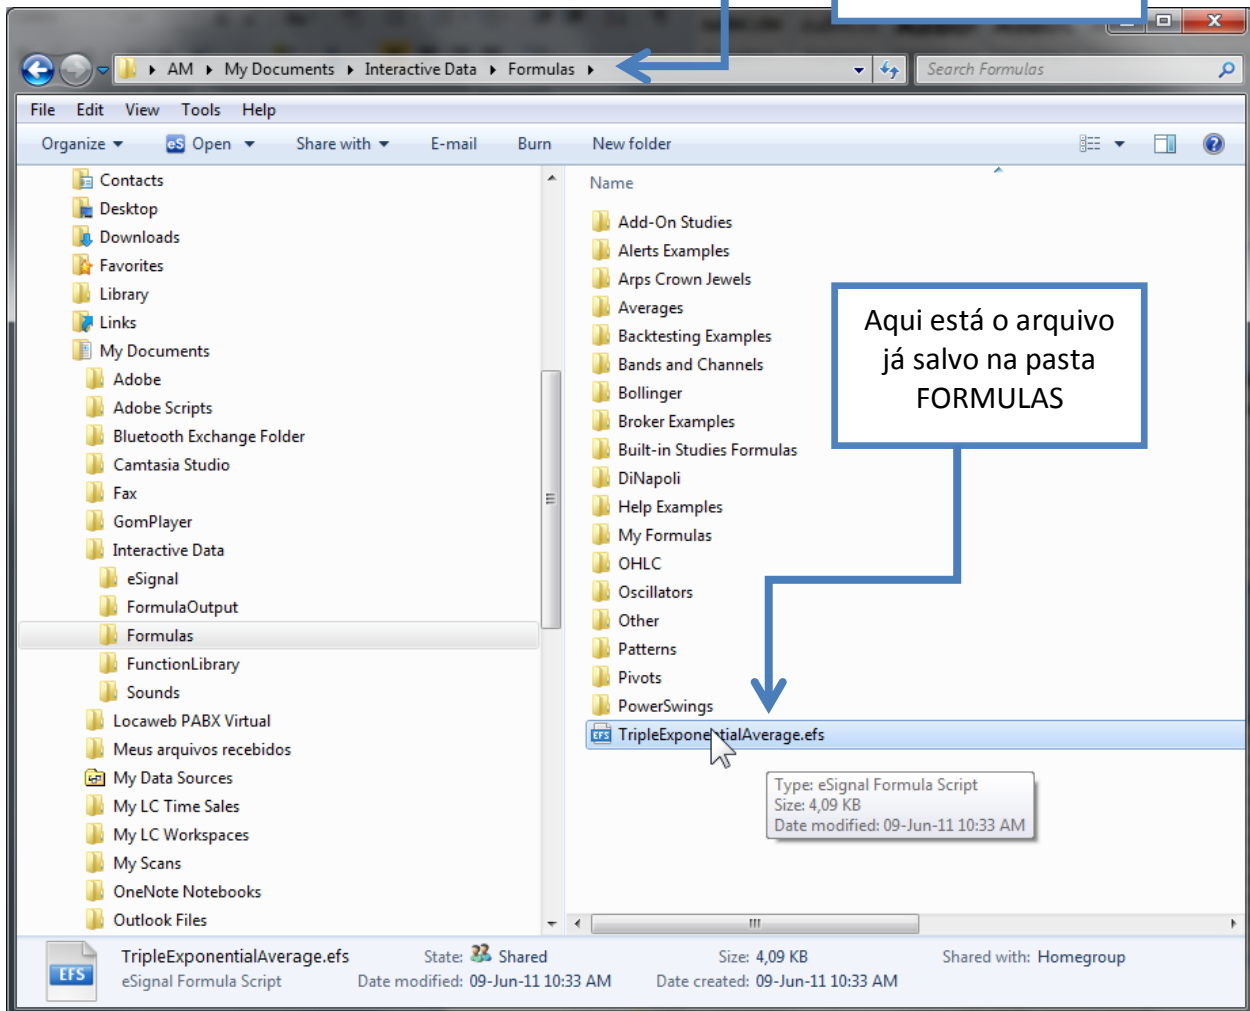 AM ▸ My Documents ▸ Interactive Data ▸ Formulas ▸
Search Formulas
File Edit View Tools Help
Organize eS Open Share with E-mail Burn New folder
Contacts
Desktop
Downloads
Favorites
Library
Links
My Documents
Adobe
Adobe Scripts
Bluetooth Exchange Folder
Camtasia Studio
Fax
GomPlayer
Interactive Data
eSignal
FormulaOutput
Formulas
FunctionLibrary
Sounds
Locaweb PABX Virtual
Meus arquivos recebidos
My Data Sources
My LC Time Sales
My LC Workspaces
My Scans
OneNote Notebooks
Outlook Files
Name
Add-On Studies
Alerts Examples
Arps Crown Jewels
Averages
Backtesting Examples
Bands and Channels
Bollinger
Broker Examples
Built-in Studies Formulas
DiNapoli
Help Examples
My Formulas
OHLC
Oscillators
Other
Patterns
Pivots
PowerSwings
EFS TripleExponentialAverage.efs
Aqui está o arquivo
já salvo na pasta
FORMULAS
Type: eSignal Formula Script
Size: 4,09 KB
Date modified: 09-Jun-11 10:33 AM
EFS
TripleExponentialAverage.efs State: Shared Size: 4,09 KB Shared with: Homegroup
eSignal Formula Script Date modified: 09-Jun-11 10:33 AM Date created: 09-Jun-11 10:33 AM